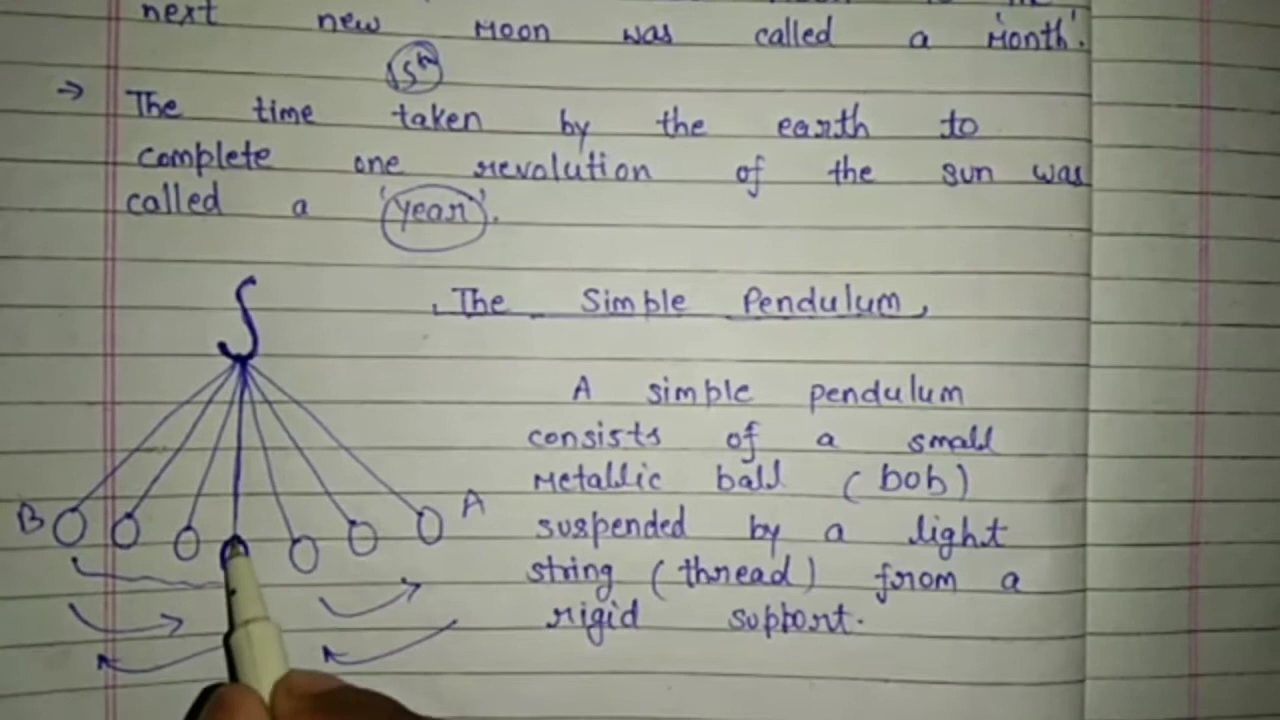 next new Moon was called a 'Month'.
→ The time taken by the earth to
complete one revolution of the sun was
called a 'year'.
The Simple Pendulum
A simple pendulum
consists of a small
Metallic ball (bob)
suspended by a light
string (thread) from a
rigid support.
B
A